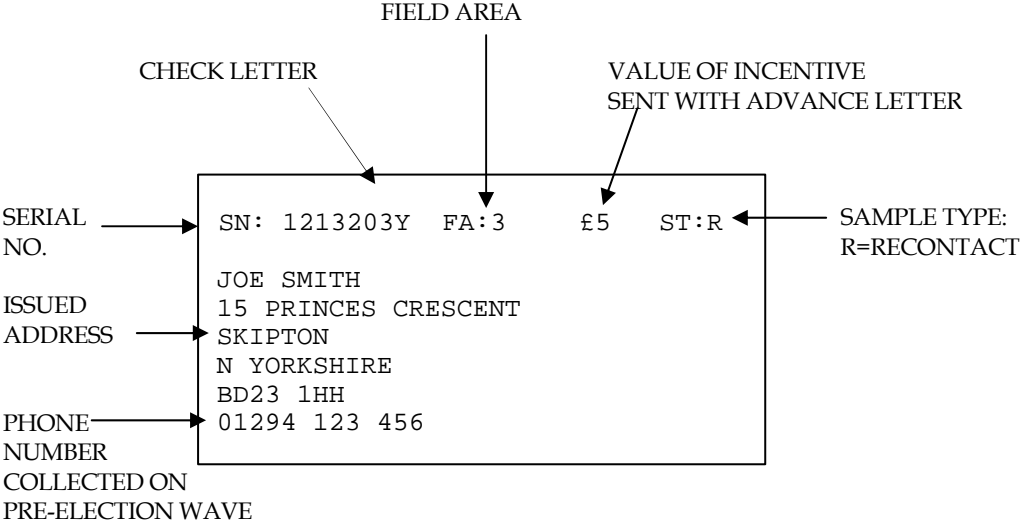 FIELD AREA
CHECK LETTER
VALUE OF INCENTIVE
SENT WITH ADVANCE LETTER
SERIAL
NO.
SN: 1213203Y FA:3 £5 ST:R
SAMPLE TYPE:
R=RECONTACT
JOE SMITH
15 PRINCES CRESCENT
SKIPTON
N YORKSHIRE
BD23 1HH
01294 123 456
ISSUED
ADDRESS
PHONE
NUMBER
COLLECTED ON
PRE-ELECTION WAVE